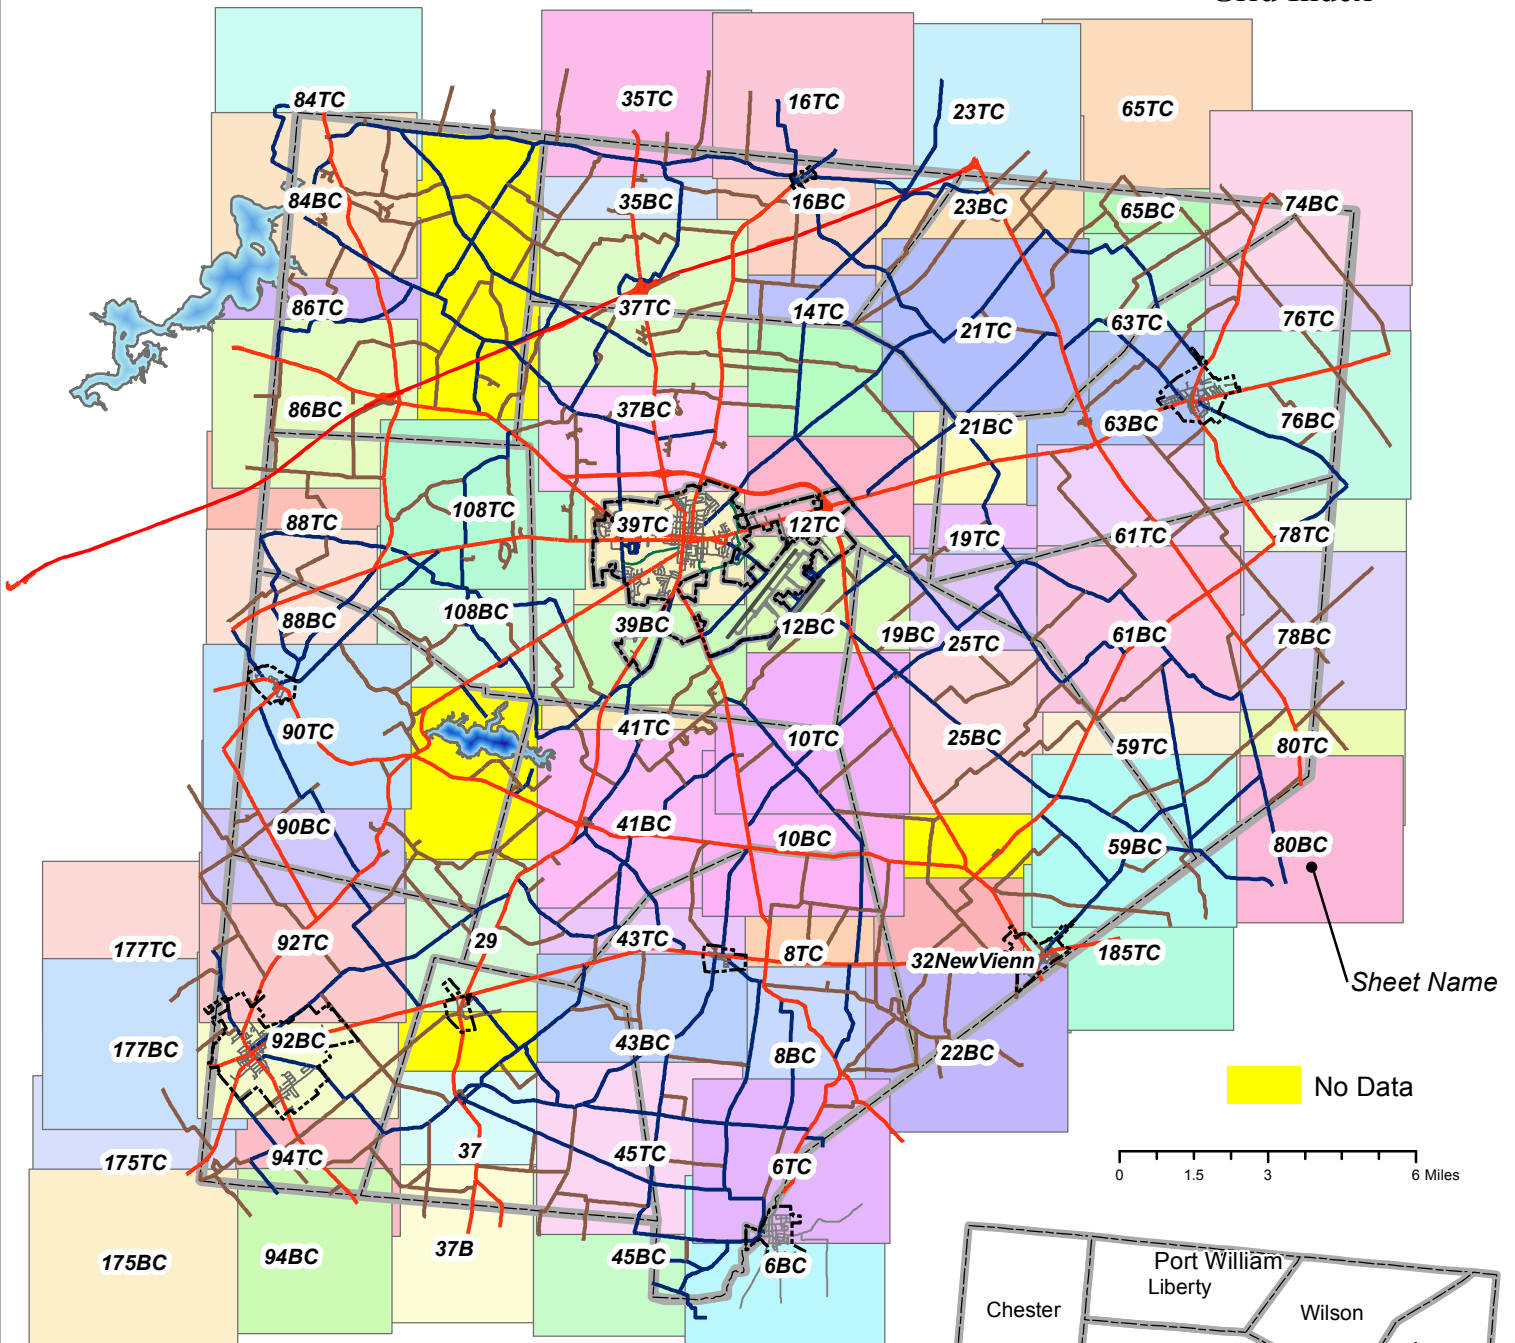 84TC
35TC
16TC
23TC
65TC
84BC
35BC
16BC
23BC
65BC
74BC
86TC
37TC
14TC
21TC
63TC
76TC
86BC
37BC
21BC
63BC
76BC
88TC
108TC
39TC
12TC
19TC
61TC
78TC
88BC
108BC
39BC
12BC
19BC
25TC
61BC
78BC
90TC
41TC
10TC
25BC
59TC
80TC
90BC
41BC
10BC
59BC
80BC
177TC
92TC
29
43TC
8TC
32NewVienn
185TC
Sheet Name
177BC
92BC
43BC
8BC
22BC
No Data
175TC
94TC
37
45TC
6TC
0 1.5 3 6 Miles
175BC
94BC
37B
45BC
6BC
Port William
Liberty
Chester
Wilson